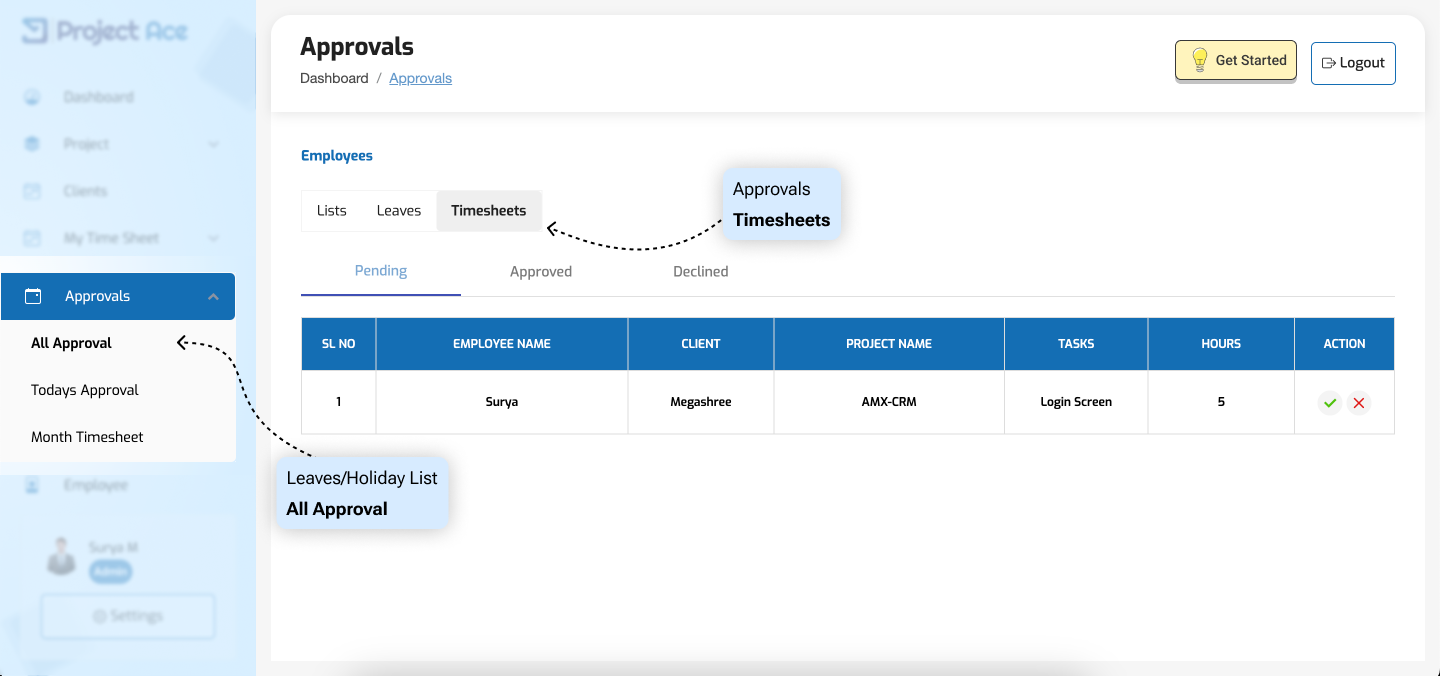 Project Ace
Dashboard
Project
Clients
My Time Sheet
Approvals
All Approval
Todays Approval
Month Timesheet
Employee
Surya M
Admin
Settings
Approvals
Dashboard / Approvals
Get Started
Logout
Employees
Lists Leaves Timesheets
Approvals
Timesheets
Pending Approved Declined
SL NO EMPLOYEE NAME CLIENT PROJECT NAME TASKS HOURS ACTION
1 Surya Megashree AMX-CRM Login Screen 5
Leaves/Holiday List
All Approval